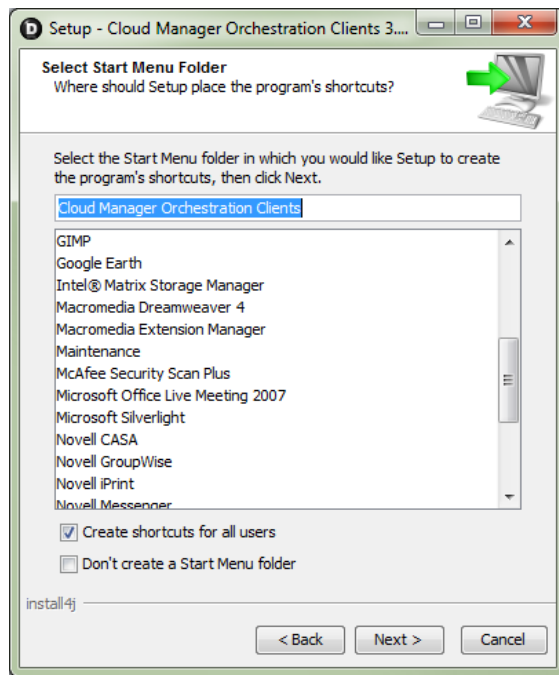 Setup - Cloud Manager Orchestration Clients 3....
Select Start Menu Folder
Where should Setup place the program's shortcuts?
Select the Start Menu folder in which you would like Setup to create
the program's shortcuts, then click Next.
Cloud Manager Orchestration Clients
GIMP
Google Earth
Intel® Matrix Storage Manager
Macromedia Dreamweaver 4
Macromedia Extension Manager
Maintenance
McAfee Security Scan Plus
Microsoft Office Live Meeting 2007
Microsoft Silverlight
Novell CASA
Novell GroupWise
Novell iPrint
Novell Messenger
Create shortcuts for all users
Don't create a Start Menu folder
install4j
< Back Next > Cancel